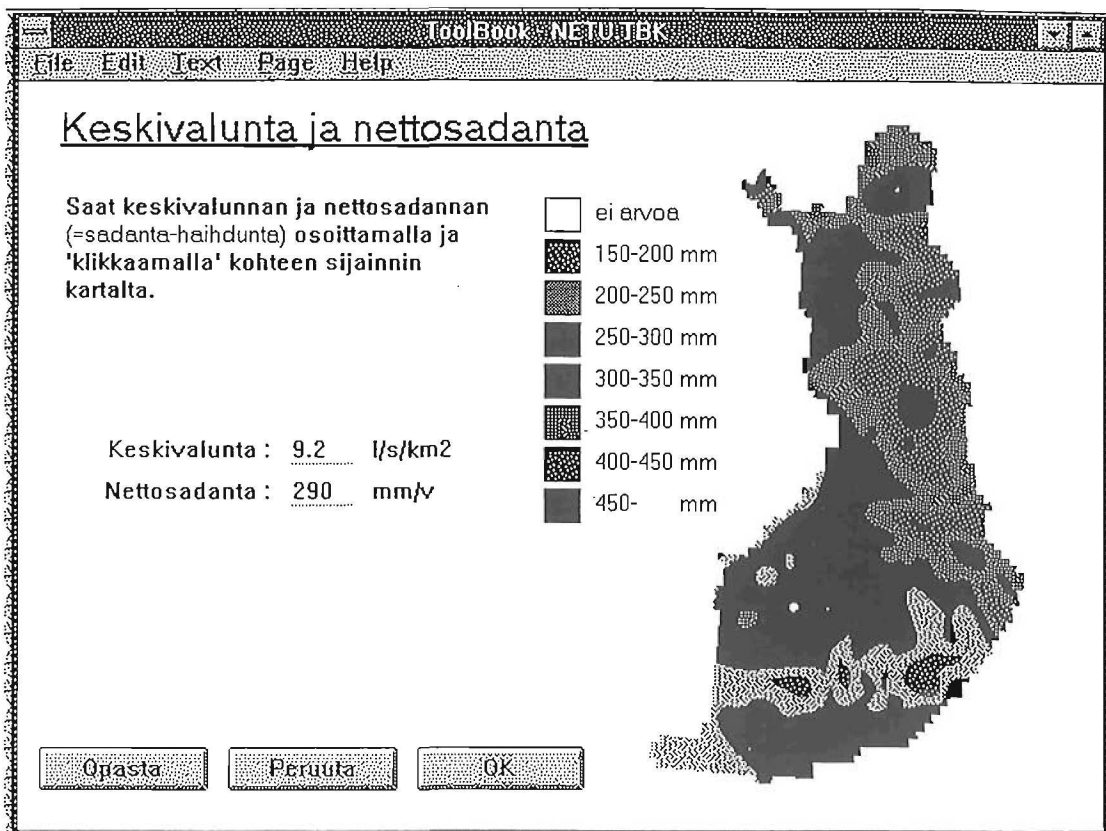 ToolBook - NETU.TBK
File Edit Text Page Help
Keskivalunta ja nettosadanta
Saat keskivalunnan ja nettosadannan
(=sadanta-haihdunta) osoittamalla ja
'klikkaamalla' kohteen sijainnin
kartalta.
ei arvoa
150-200 mm
200-250 mm
250-300 mm
300-350 mm
350-400 mm
400-450 mm
450- mm
Keskivalunta : 9.2 l/s/km2
Nettosadanta : 290 mm/v
Opasta Peruuta OK